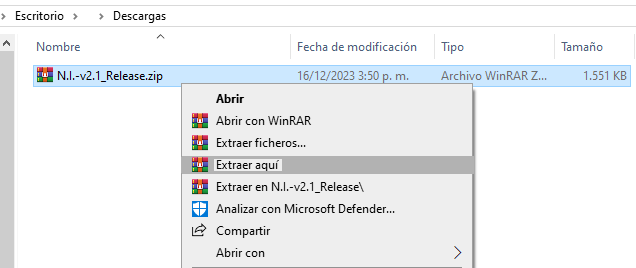 Escritorio > Descargas
Nombre Fecha de modificación Tipo Tamaño
N.I.-v2.1_Release.zip 16/12/2023 3:50 p. m. Archivo WinRAR Z... 1.551 KB
Abrir
Abrir con WinRAR
Extraer ficheros...
Extraer aquí
Extraer en N.I.-v2.1_Release\
Analizar con Microsoft Defender...
Compartir
Abrir con